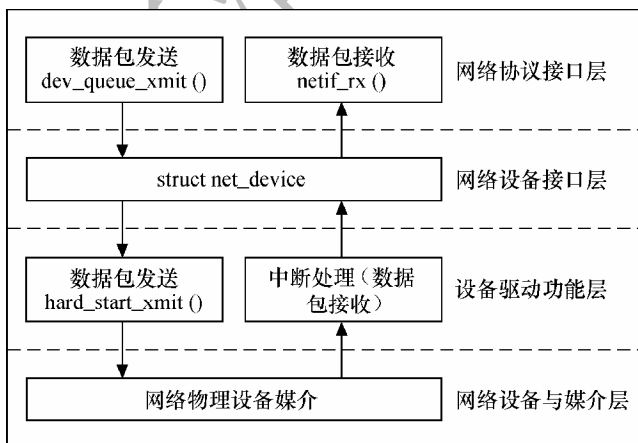 数据包发送
dev_queue_xmit ()
数据包接收
netif_rx ()
网络协议接口层
struct net_device
网络设备接口层
数据包发送
hard_start_xmit ()
中断处理（数据
包接收）
设备驱动功能层
网络物理设备媒介
网络设备与媒介层